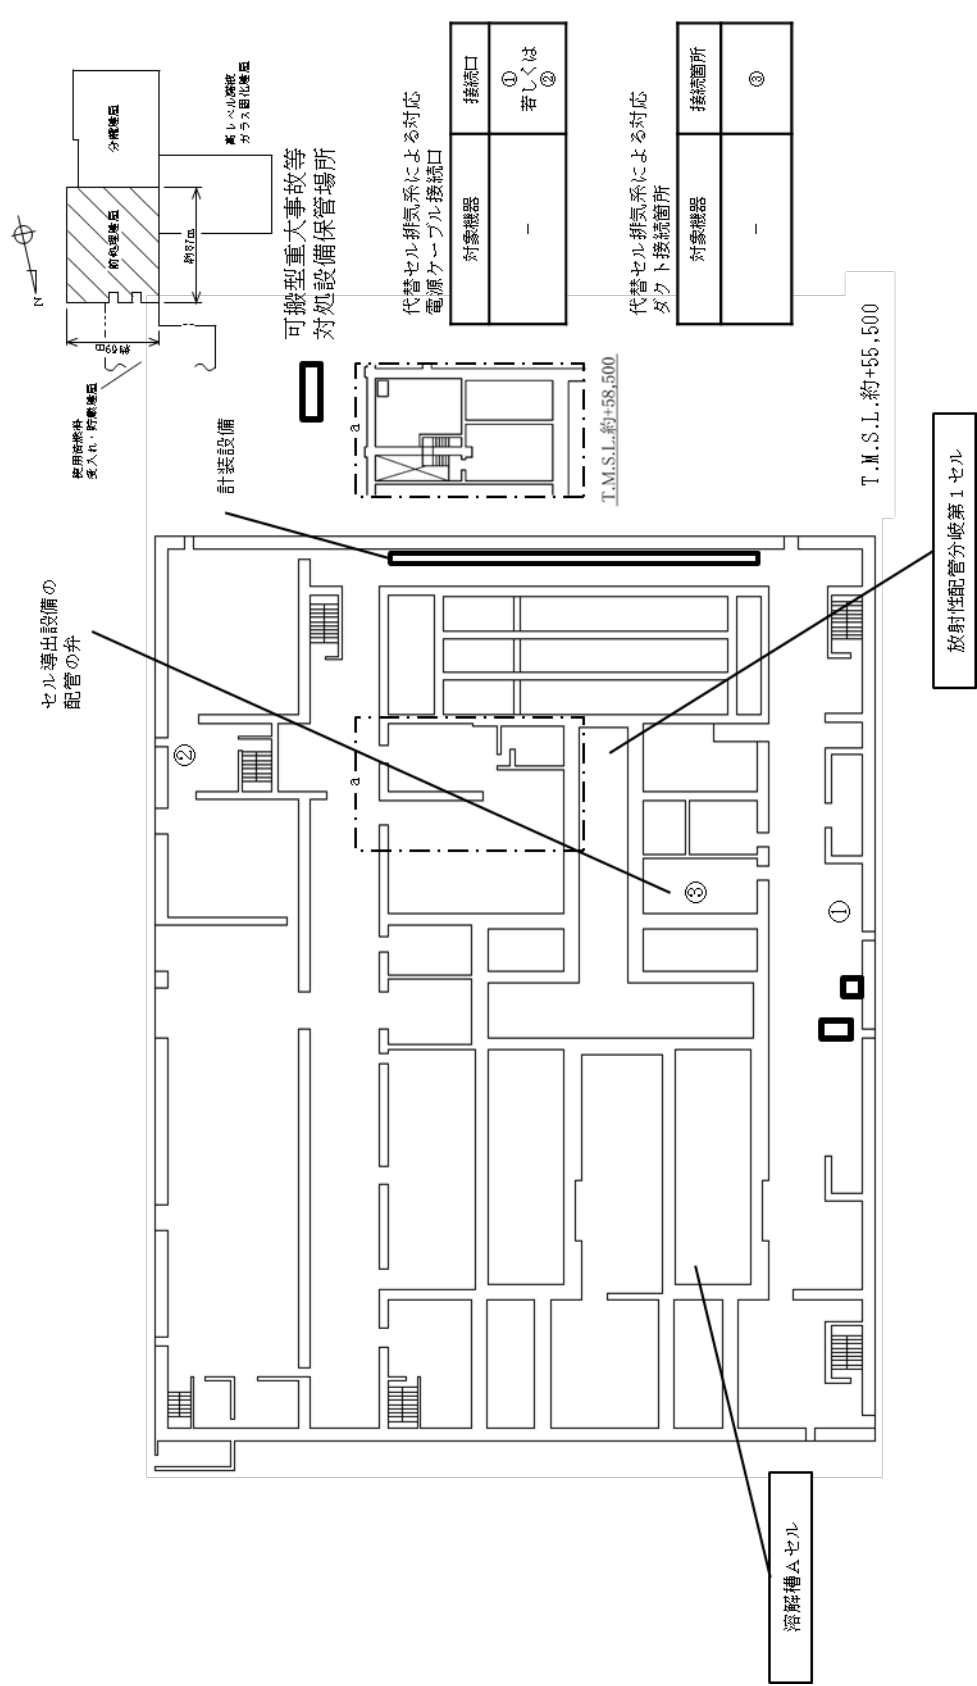 N
分離建屋
前処理建屋
高レベル廃液
ガラス固化建屋
約87m
約69m
使用済燃料
受入れ・貯蔵建屋
可搬型重大事故等
対処設備保管場所
代替セル排気系による対応
電源ケーブル接続口
対象機器
接続口
－
①
若しくは
②
代替セル排気系による対応
ダクト接続箇所
対象機器
接続箇所
－
③
a
T.M.S.L.約+58,500
T.M.S.L.約+55,500
計装設備
セル導出設備の
配管の弁
放射性配管分岐第1セル
溶解槽Aセル
②
a
③
①